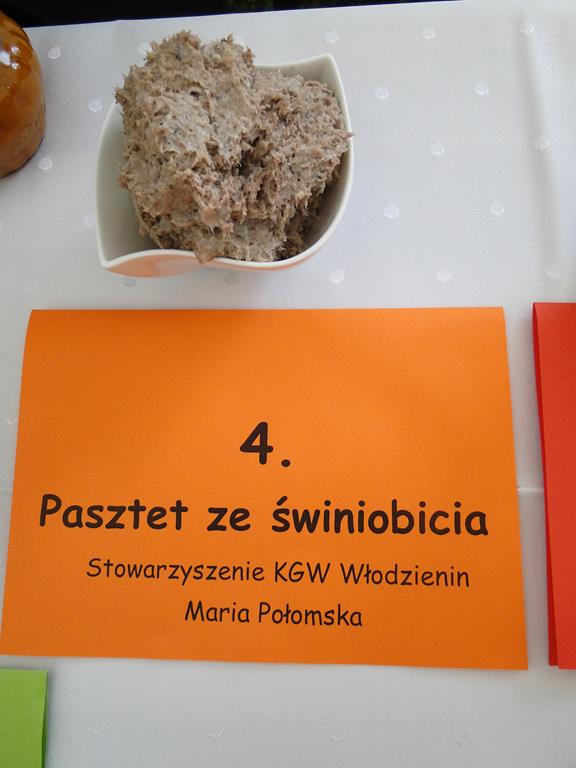 4.
Pasztet ze świniobicia
Stowarzyszenie KGW Włodzienin
Maria Połomska